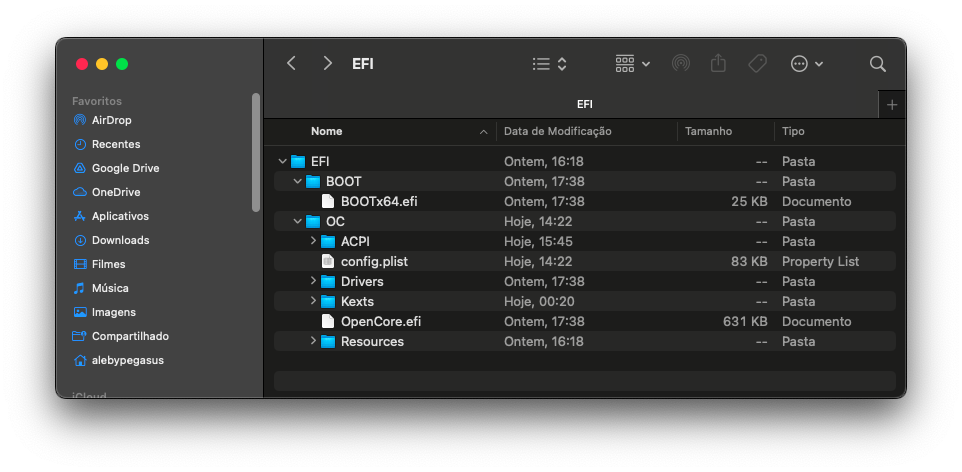 EFI
EFI
Favoritos
AirDrop
Recentes
Google Drive
OneDrive
Aplicativos
Downloads
Filmes
Música
Imagens
Compartilhado
alebypegasus
iCloud
Nome Data de Modificação Tamanho Tipo
EFI Ontem, 16:18 -- Pasta
BOOT Ontem, 17:38 -- Pasta
BOOTx64.efi Ontem, 17:38 25 KB Documento
OC Hoje, 14:22 -- Pasta
ACPI Hoje, 15:45 -- Pasta
config.plist Hoje, 14:22 83 KB Property List
Drivers Ontem, 17:38 -- Pasta
Kexts Hoje, 00:20 -- Pasta
OpenCore.efi Ontem, 17:38 631 KB Documento
Resources Ontem, 16:18 -- Pasta